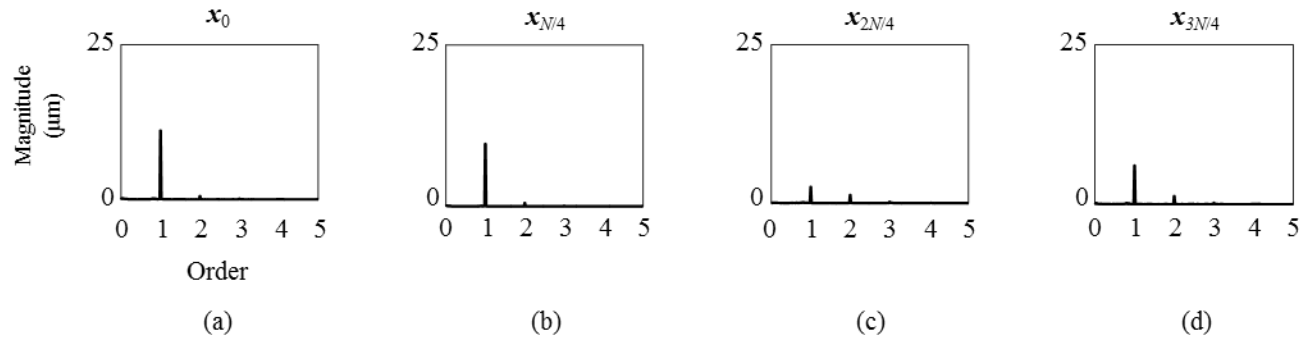 x0 xN/4 x2N/4 x3N/4
25 25 25 25
Magnitude
(μm)
0 0 0 0
0 1 2 3 4 5 0 1 2 3 4 5 0 1 2 3 4 5 0 1 2 3 4 5
Order
(a) (b) (c) (d)